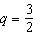 q = 3/2